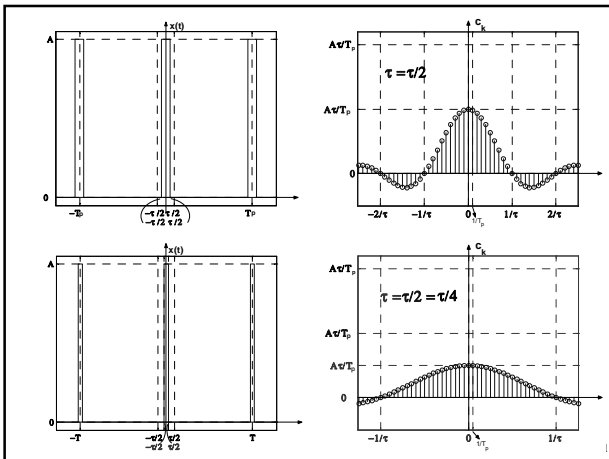 x(t)
A
0
−Tp
−τ/2 τ/2
−τ/2 τ/2
Tp
ck
Aτ/Tp
τ = τ/2
Aτ/Tp
0
−2/τ −1/τ 0 1/τ 2/τ
1/Tp
x(t)
A
0
−T
−τ/2 τ/2
−τ/2 τ/2
T
ck
Aτ/Tp
τ = τ/2 = τ/4
Aτ/Tp
Aτ/Tp
0
−1/τ 0 1/τ
1/Tp